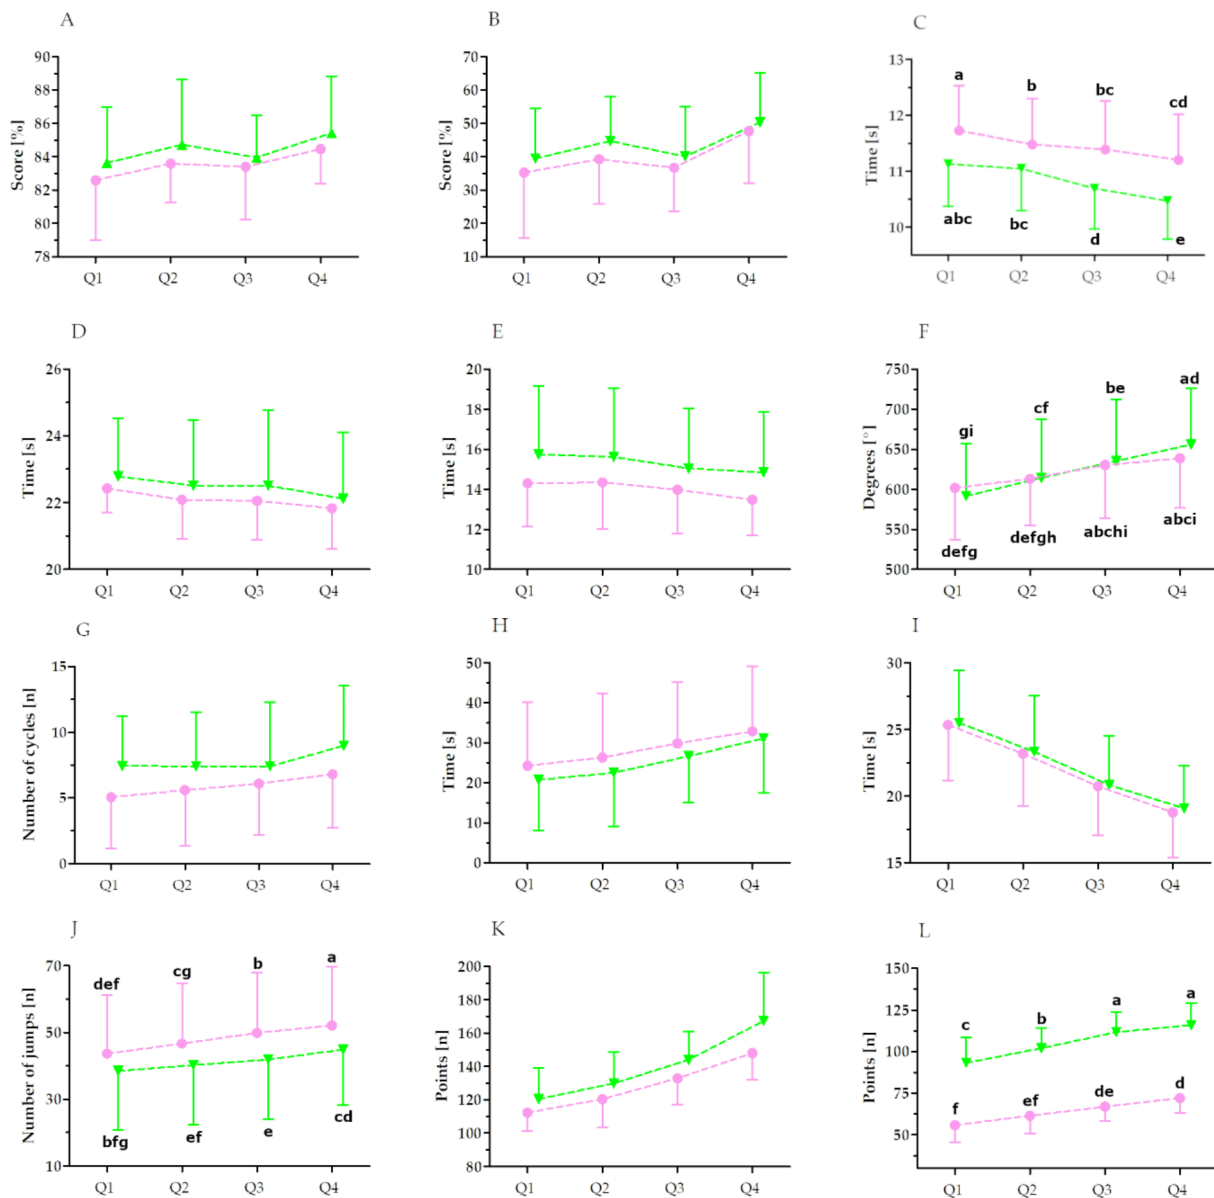 A
Score [%]
90
88
86
84
82
80
78
Q1 Q2 Q3 Q4
B
Score [%]
70
60
50
40
30
20
10
Q1 Q2 Q3 Q4
C
Time [s]
13
12
11
10
a b bc cd
abc bc d e
Q1 Q2 Q3 Q4
D
Time [s]
26
24
22
20
Q1 Q2 Q3 Q4
E
Time [s]
20
18
16
14
12
10
Q1 Q2 Q3 Q4
F
Degrees [°]
750
700
650
600
550
500
gi cf be ad
defg defgh abchi abci
Q1 Q2 Q3 Q4
G
Number of cycles [n]
15
10
5
0
Q1 Q2 Q3 Q4
H
Time [s]
50
40
30
20
10
0
Q1 Q2 Q3 Q4
I
Time [s]
30
25
20
15
Q1 Q2 Q3 Q4
J
Number of jumps [n]
70
50
30
10
def cg b a
bfg ef e cd
Q1 Q2 Q3 Q4
K
Points [n]
200
180
160
140
120
100
80
Q1 Q2 Q3 Q4
L
Points [n]
150
125
100
75
50
c b a a
f ef de d
Q1 Q2 Q3 Q4